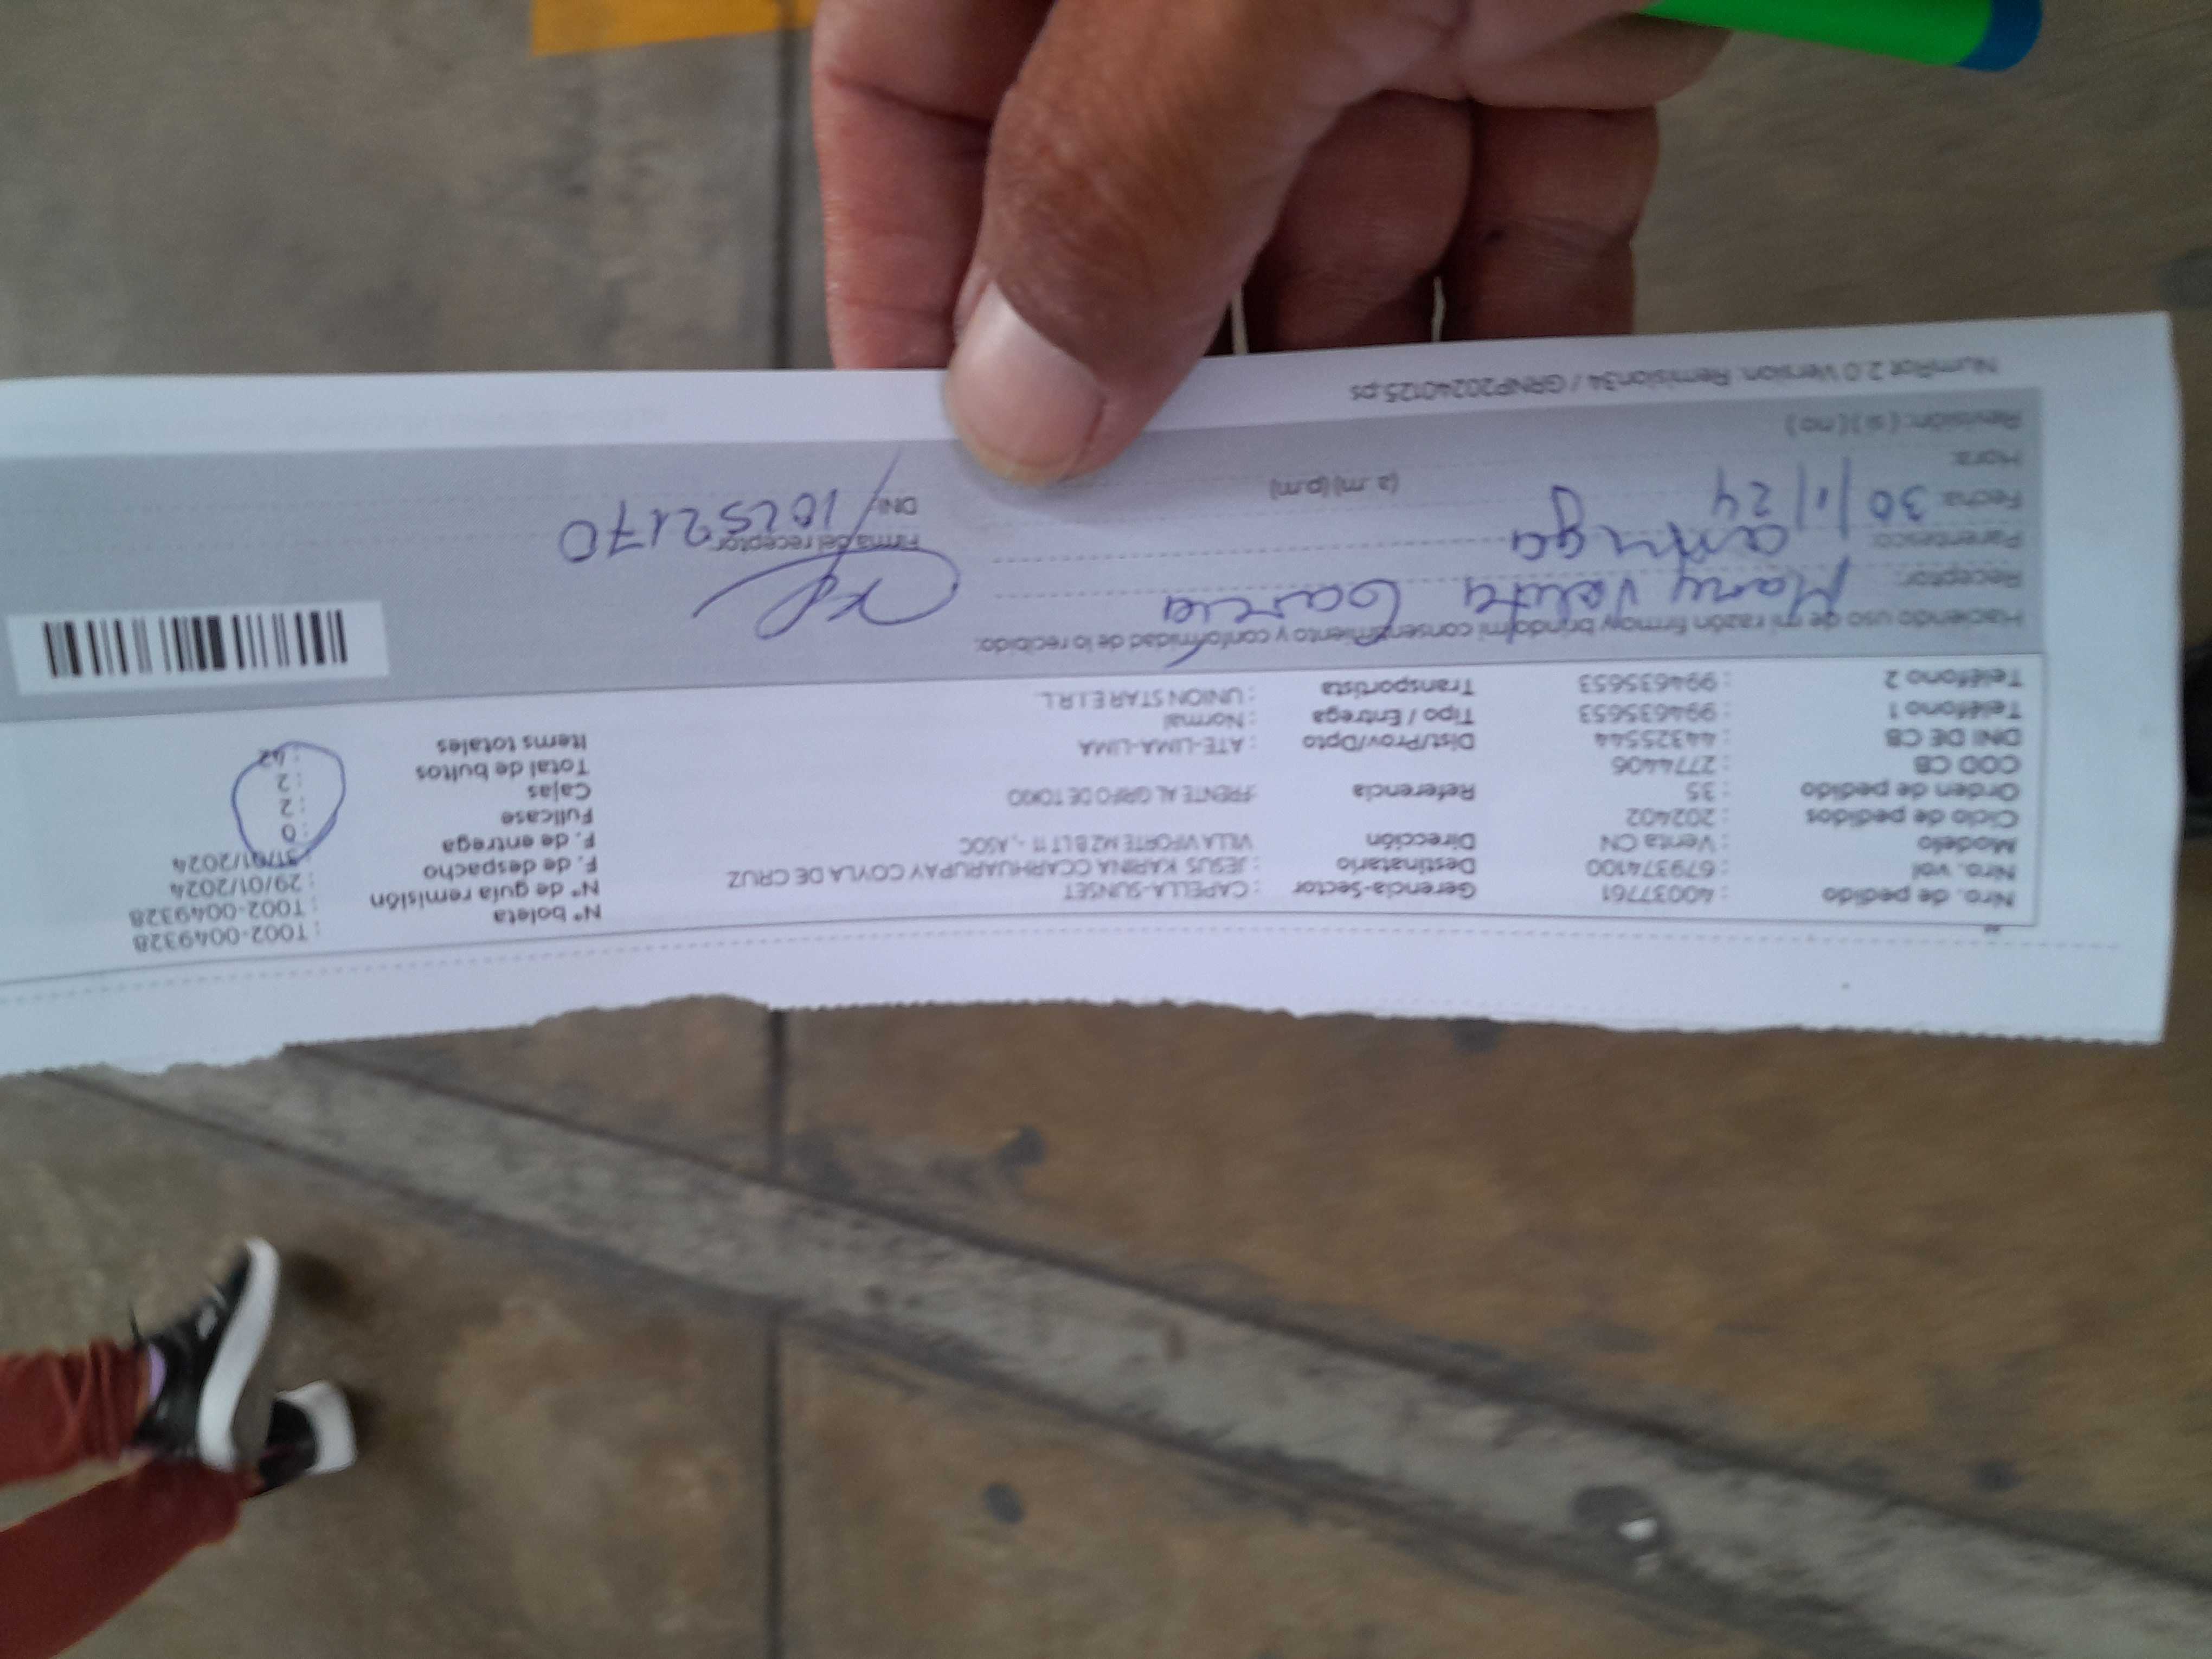 Nro. de pedido : 40037761 Gerencia-Sector : CAPELLA-SUNSET N° boleta : T002-0049328
Nro. vol : 679374100 Destinatario : JESUS KARINA CCARHUARUPAY COYLA DE CRUZ N° de guía remisión : T002-0049328
Modelo : Venta CN Dirección VILLA VIPORTE MZ B LT 11 -, ASOC F. de despacho : 29/01/2024
Ciclo de pedidos : 202402 F. de entrega : 31/01/2024
Orden de pedido : 35 Referencia :FRENTE AL GRIFO DE TOKIO Fullcase : 0
COD CB : 2774406 Cajas : 2
DNI DE CB : 44325544 Dist/Prov/Dpto : ATE-LIMA-LIMA Total de bultos : 2
Teléfono 1 : 994635653 Tipo / Entrega : Normal Items totales : 42
Teléfono 2 : 994635653 Transportista : UNION STAR E.I.R.L
Haciendo uso de mi razón firmo y brindo mi consentimiento y conformidad de lo recibido:
Receptor: Mary Garcia
Parentesco: amiga Firma del receptor
Fecha: 30/1/24 DNI 10252170
Hora: (a .m) (p.m)
Revisión: ( si ) ( no )
NumRot 2.0 Version. Remision34 / GRNP20240125.ps